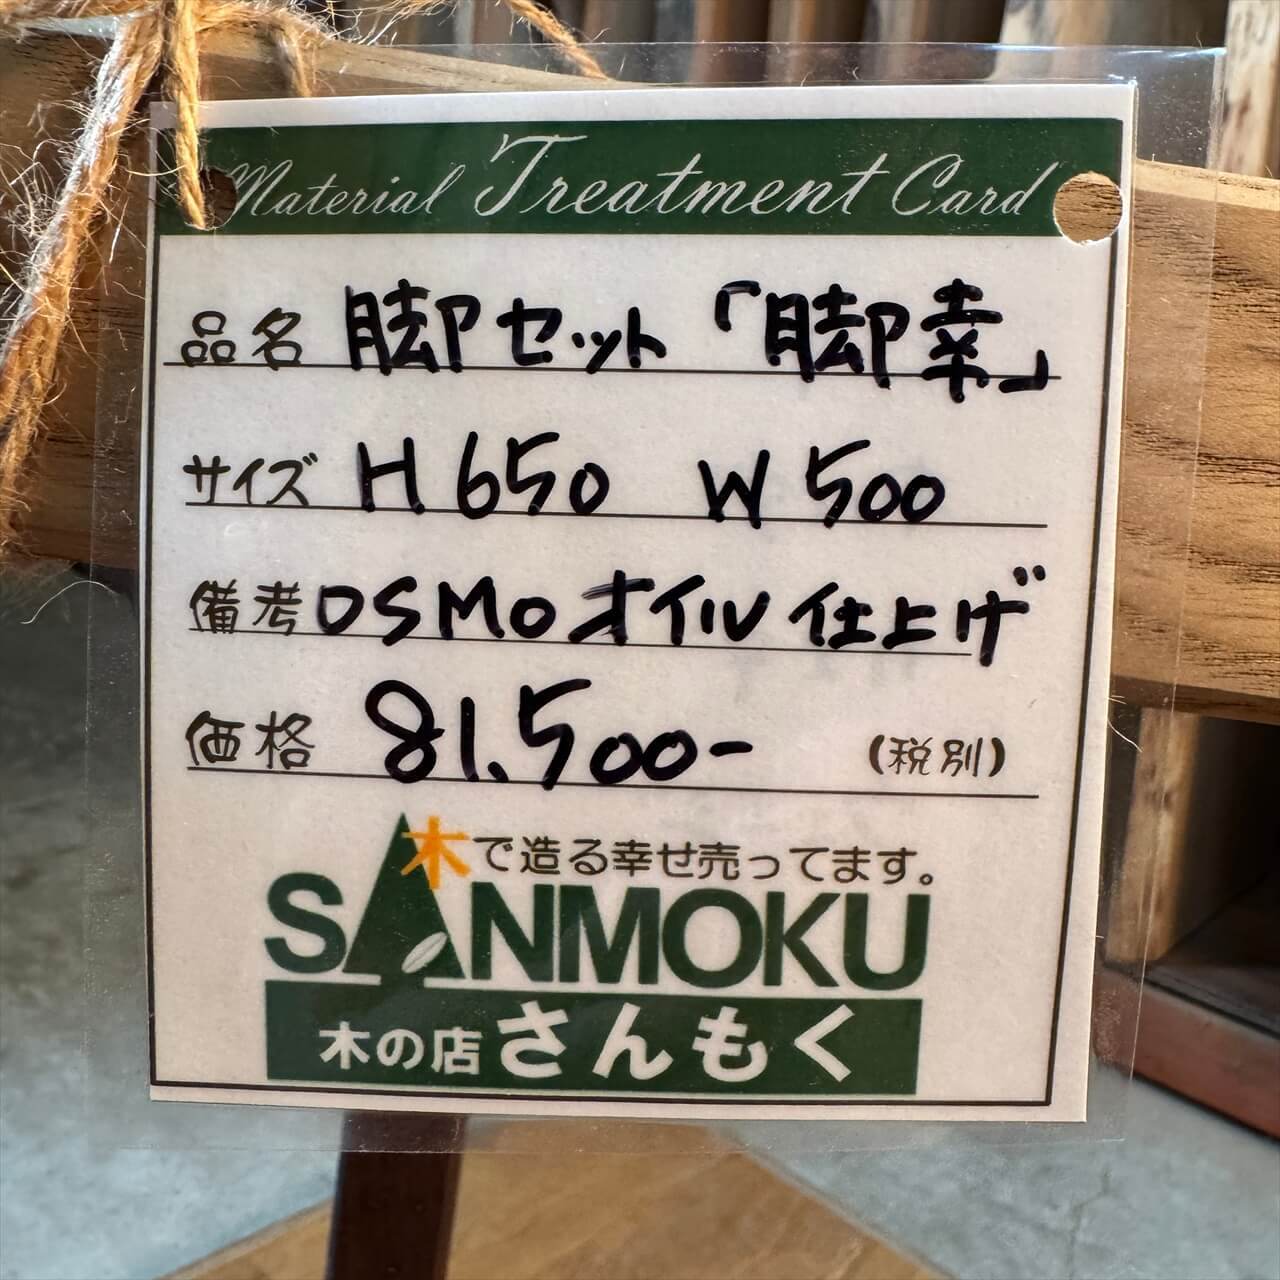 Material Treatment Card
品名 脚セット「脚幸」
サイズ H650 W500
備考 OSMOオイル仕上げ
価格 81,500- (税別)
木で造る幸せ売ってます。
SANMOKU
木の店さんもく